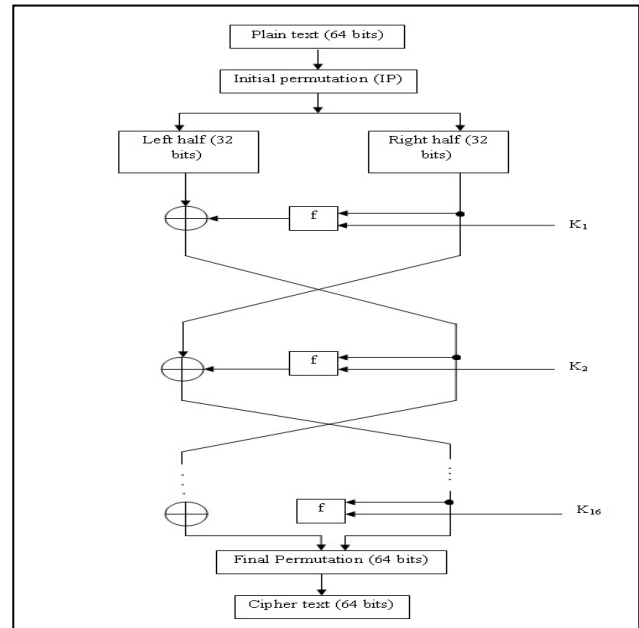 Plain text (64 bits)
Initial permutation (IP)
Left half (32
bits)
Right half (32
bits)
f
K₁
f
K₂
f
K₁₆
Final Permutation (64 bits)
Cipher text (64 bits)